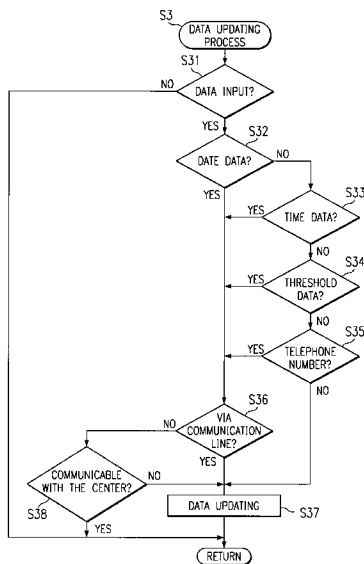 S3
DATA UPDATING
PROCESS
S31
NO
DATA INPUT?
YES
S32
DATE DATA?
NO
YES
S33
YES
TIME DATA?
NO
S34
YES
THRESHOLD
DATA?
NO
S35
YES
TELEPHONE
NUMBER?
NO
S36
NO
VIA
COMMUNICATION
LINE?
YES
COMMUNICABLE
WITH THE CENTER?
NO
S38
YES
DATA UPDATING
S37
RETURN